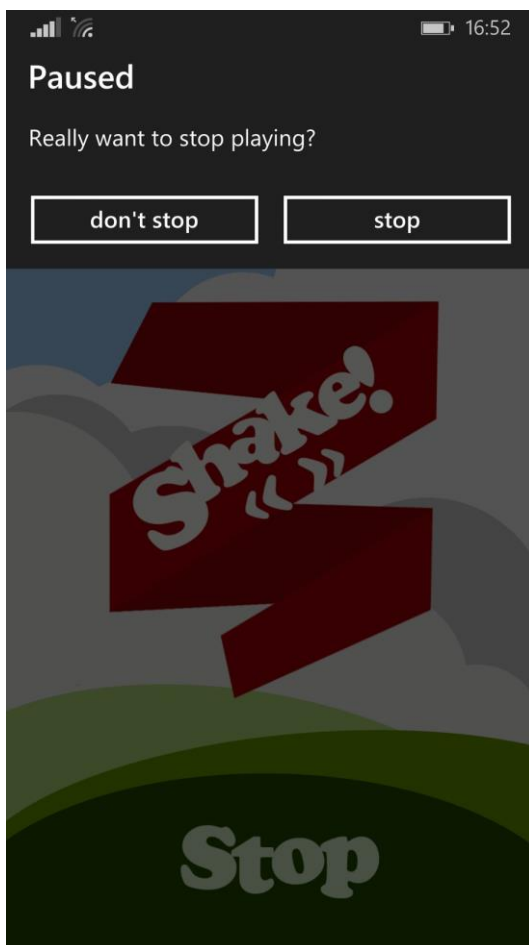 16:52
Paused
Really want to stop playing?
don't stop
stop
Shake!
« »
Stop